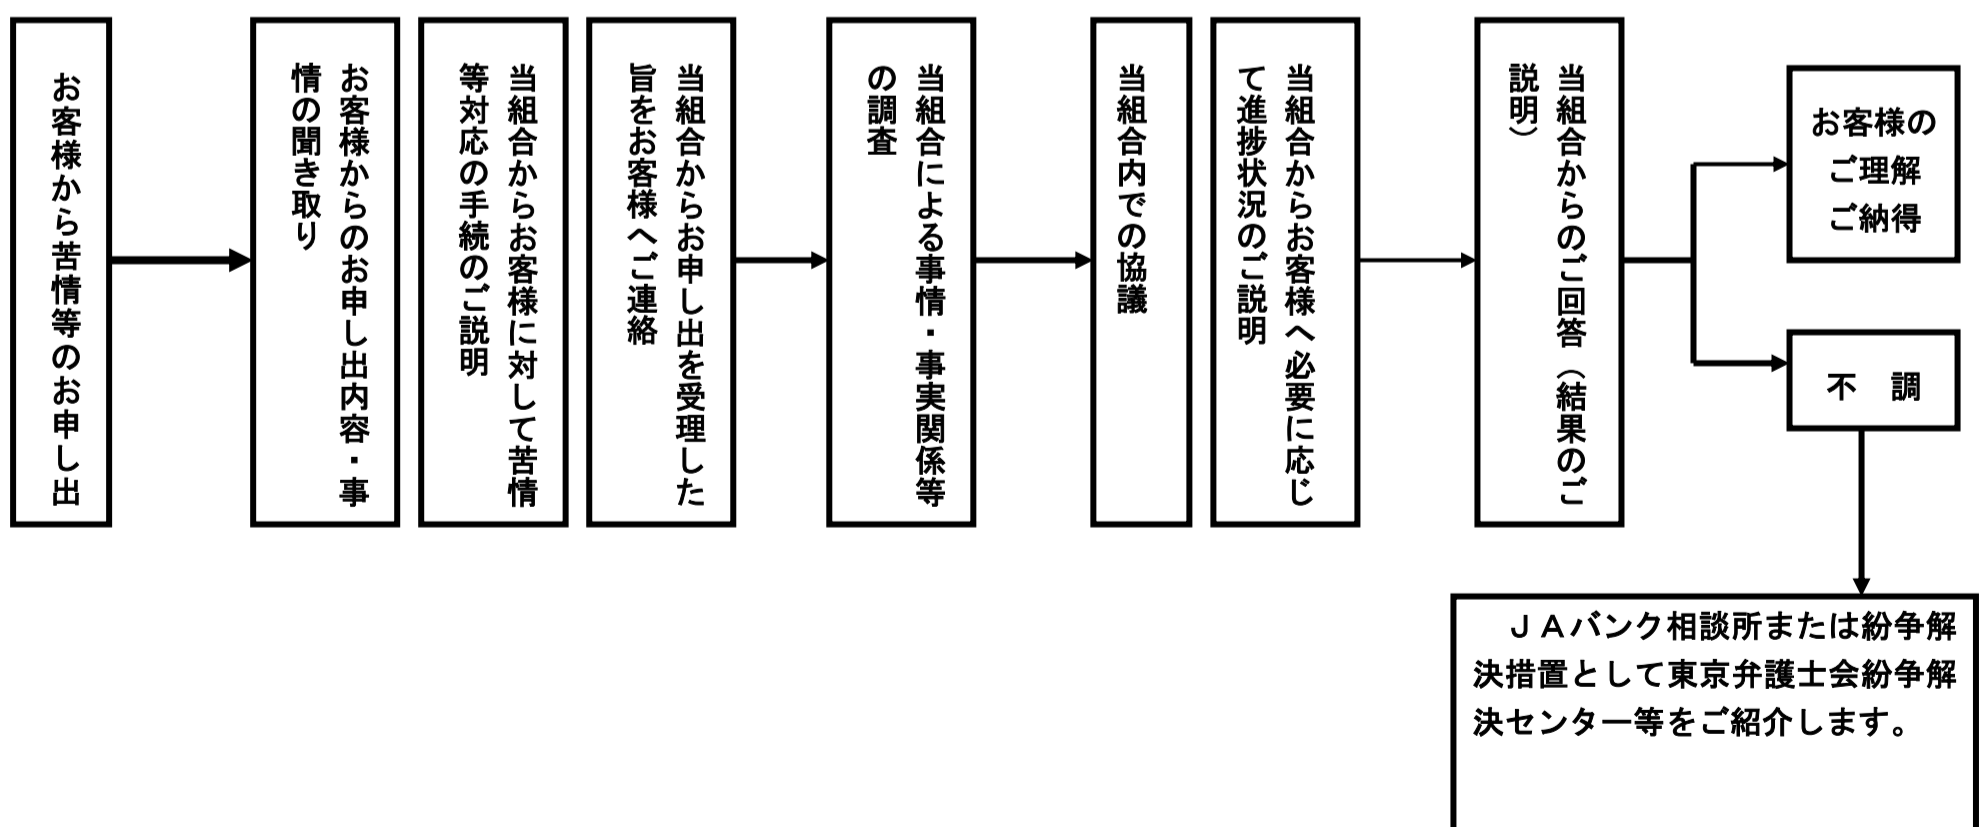 お客様から苦情等のお申し出
お客様からのお申し出内容・事
情の聞き取り
当組合からお客様に対して苦情
等対応の手続のご説明
当組合からお申し出を受理した
旨をお客様へご連絡
当組合による事情・事実関係等
の調査
当組合内での協議
当組合からお客様へ必要に応じ
て進捗状況のご説明
当組合からのご回答（結果のご
説明）
お客様の
ご理解
ご納得
不　調
ＪＡバンク相談所または紛争解
決措置として東京弁護士会紛争解
決センター等をご紹介します。